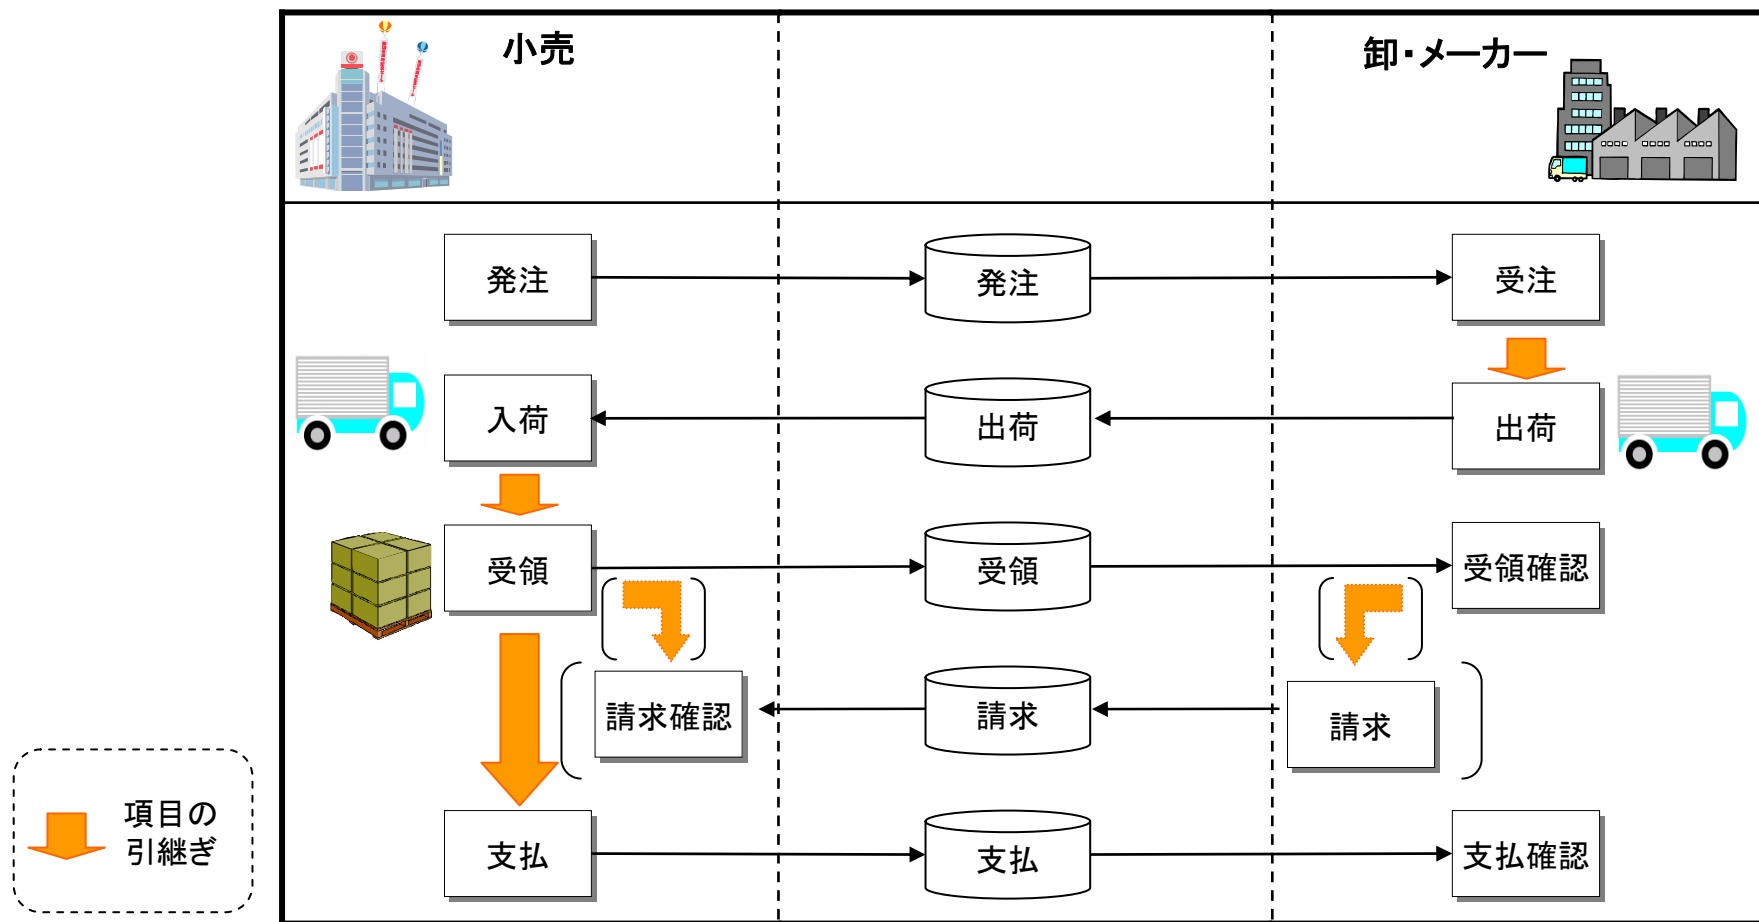 小売
卸・メーカー
発注
発注
受注
入荷
出荷
出荷
受領
受領
受領確認
請求確認
請求
請求
支払
支払
支払確認
項目の
引継ぎ